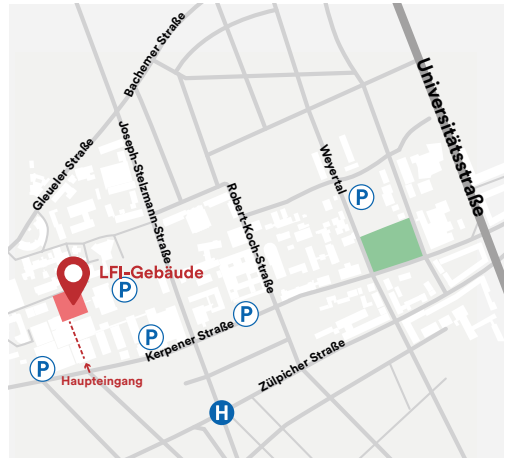 Bachemer Straße
Universitätsstraße
Gleueler Straße
Joseph-Stelzmann-Straße
Weyertal
P
Robert-Koch-Straße
LFI-Gebäude
P
P
Kerpener Straße
P
P
Haupteingang
Zülpicher Straße
H